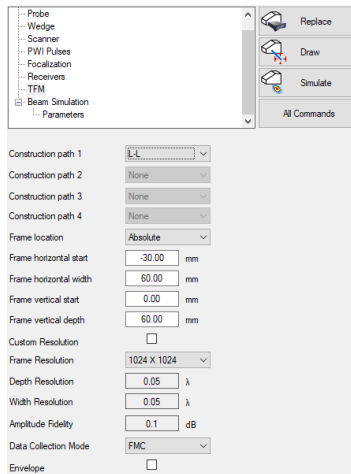 Probe
Wedge
Scanner
PWI Pulses
Focalization
Receivers
TFM
Beam Simulation
Parameters
Replace
Draw
Simulate
All Commands
Construction path 1 L-L
Construction path 2 None
Construction path 3 None
Construction path 4 None
Frame location Absolute
Frame horizontal start -30.00 mm
Frame horizontal width 60.00 mm
Frame vertical start 0.00 mm
Frame vertical depth 60.00 mm
Custom Resolution
Frame Resolution 1024 X 1024
Depth Resolution 0.05 λ
Width Resolution 0.05 λ
Amplitude Fidelity 0.1 dB
Data Collection Mode FMC
Envelope